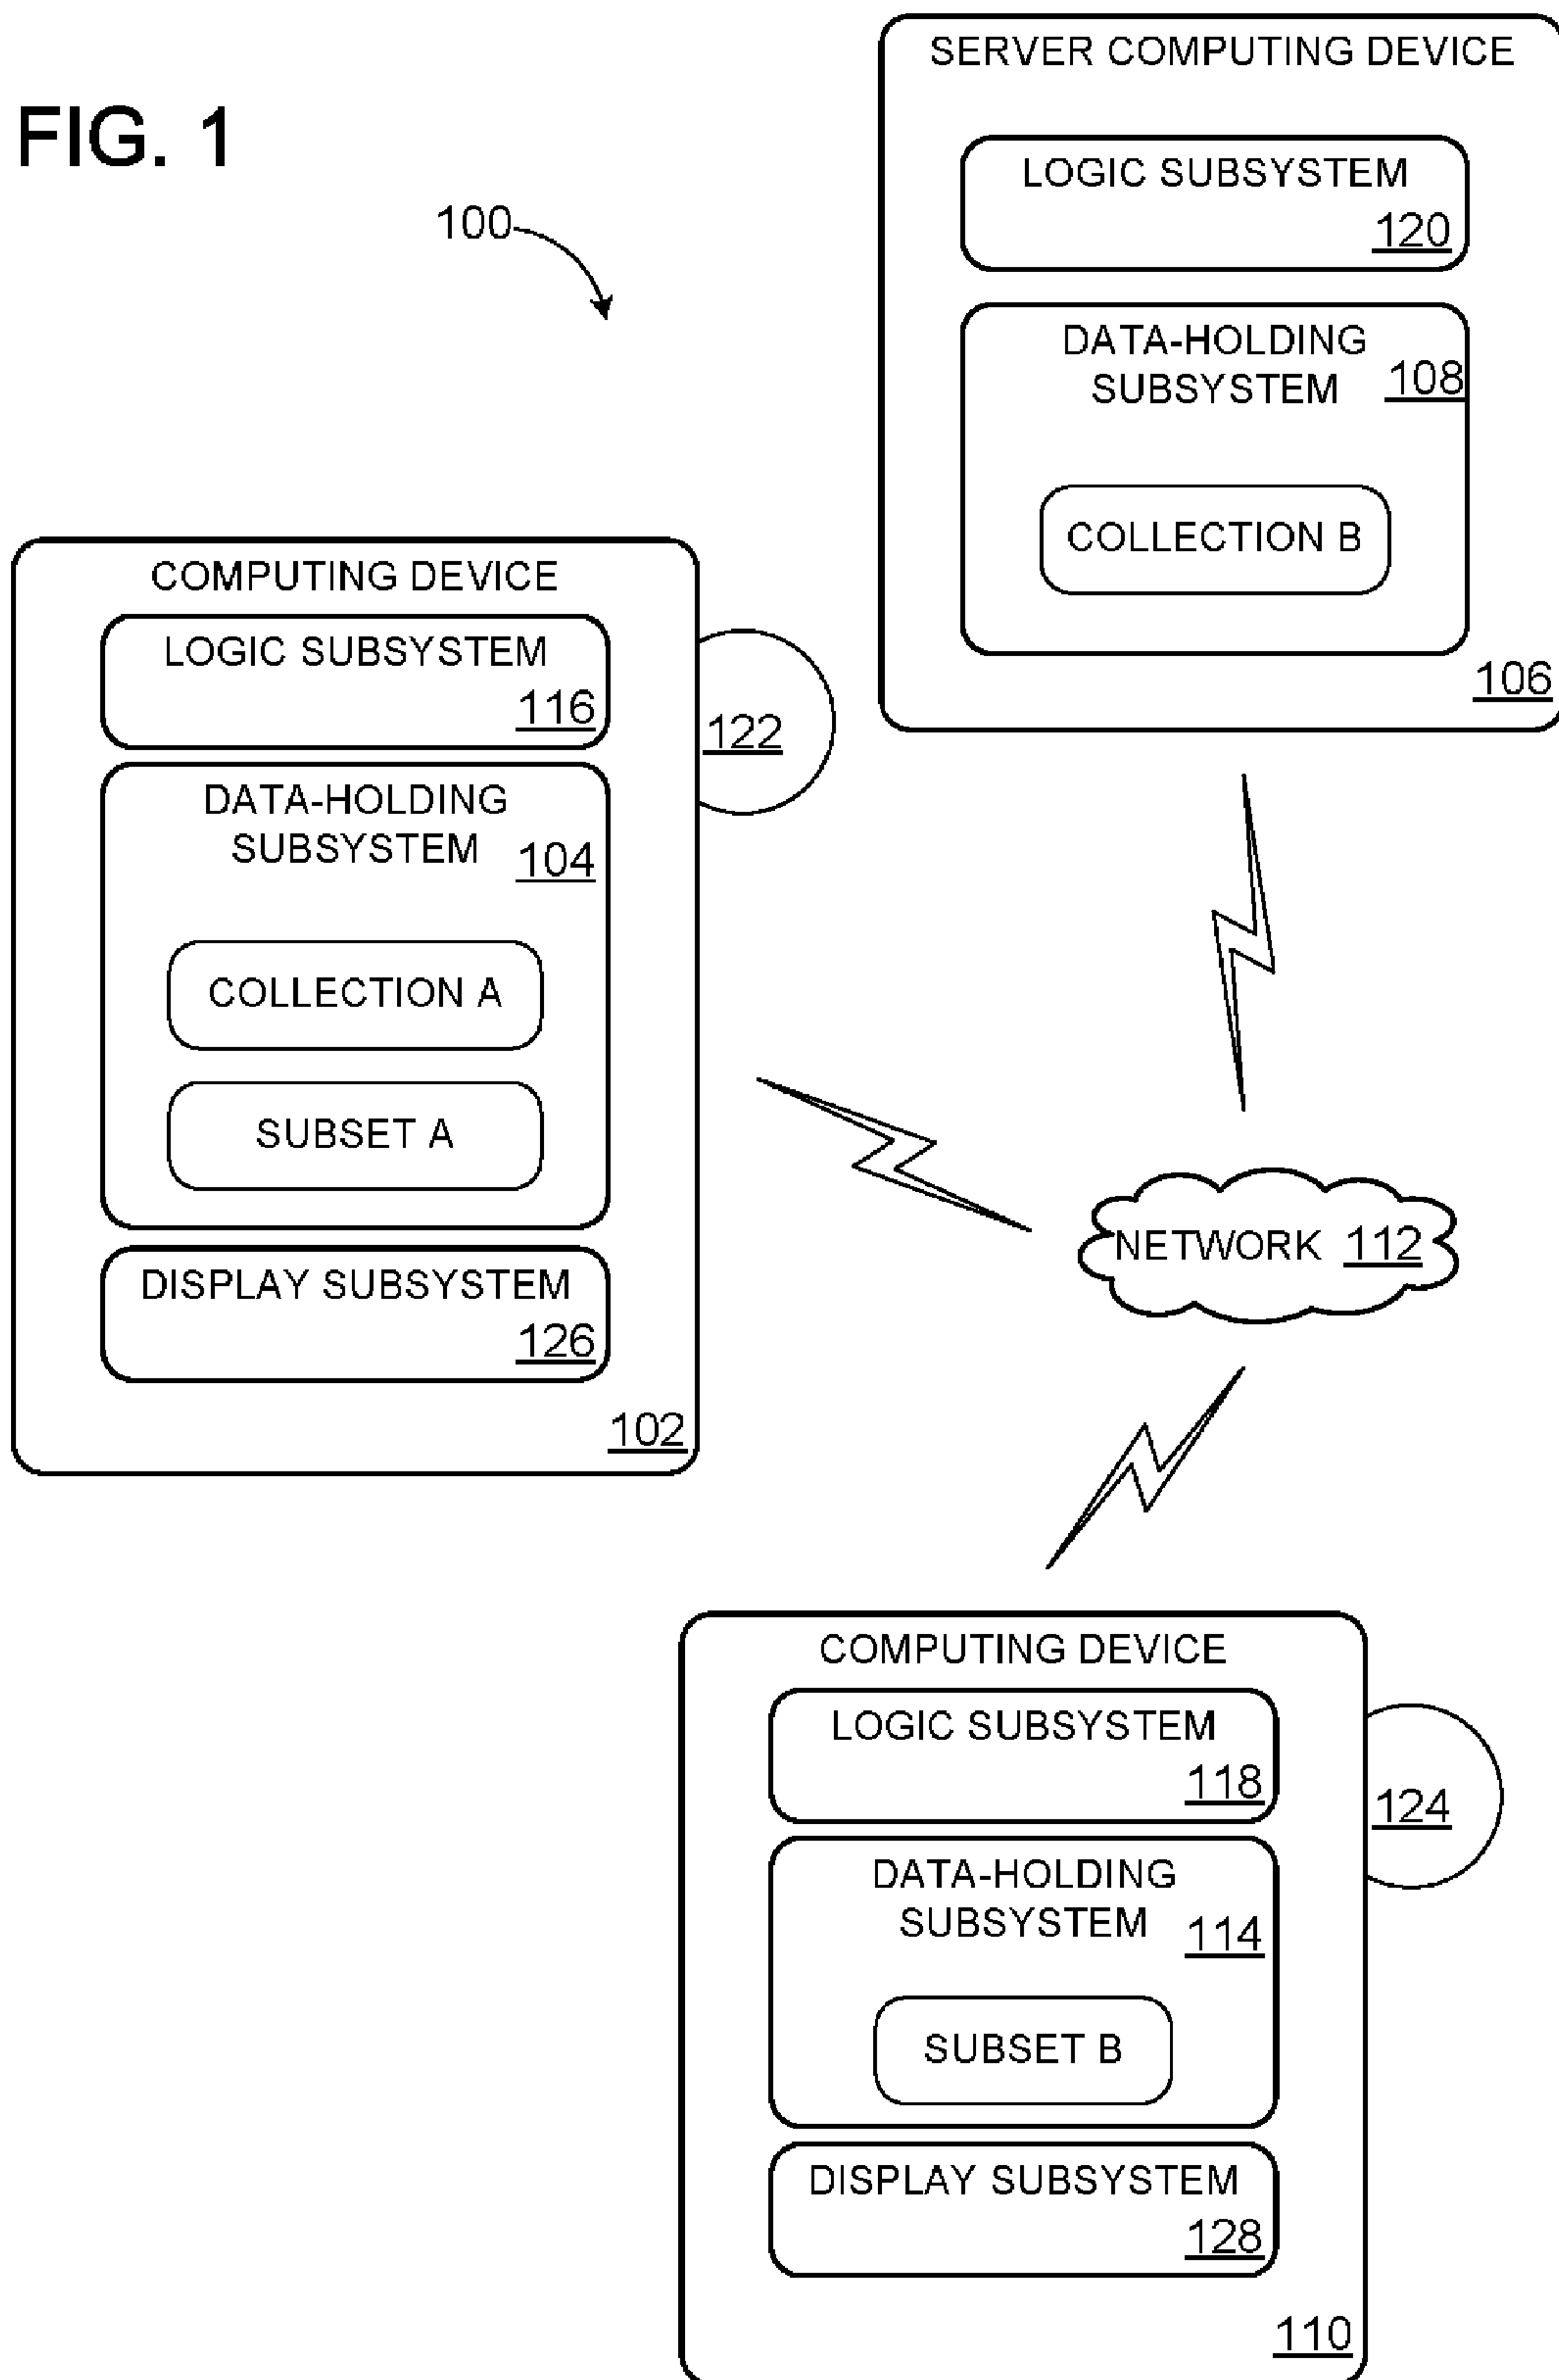 FIG. 1
100
SERVER COMPUTING DEVICE
LOGIC SUBSYSTEM
120
DATA-HOLDING
SUBSYSTEM
108
COLLECTION B
106
COMPUTING DEVICE
LOGIC SUBSYSTEM
116
122
DATA-HOLDING
SUBSYSTEM
104
COLLECTION A
SUBSET A
DISPLAY SUBSYSTEM
126
102
NETWORK 112
COMPUTING DEVICE
LOGIC SUBSYSTEM
118
124
DATA-HOLDING
SUBSYSTEM
114
SUBSET B
DISPLAY SUBSYSTEM
128
110